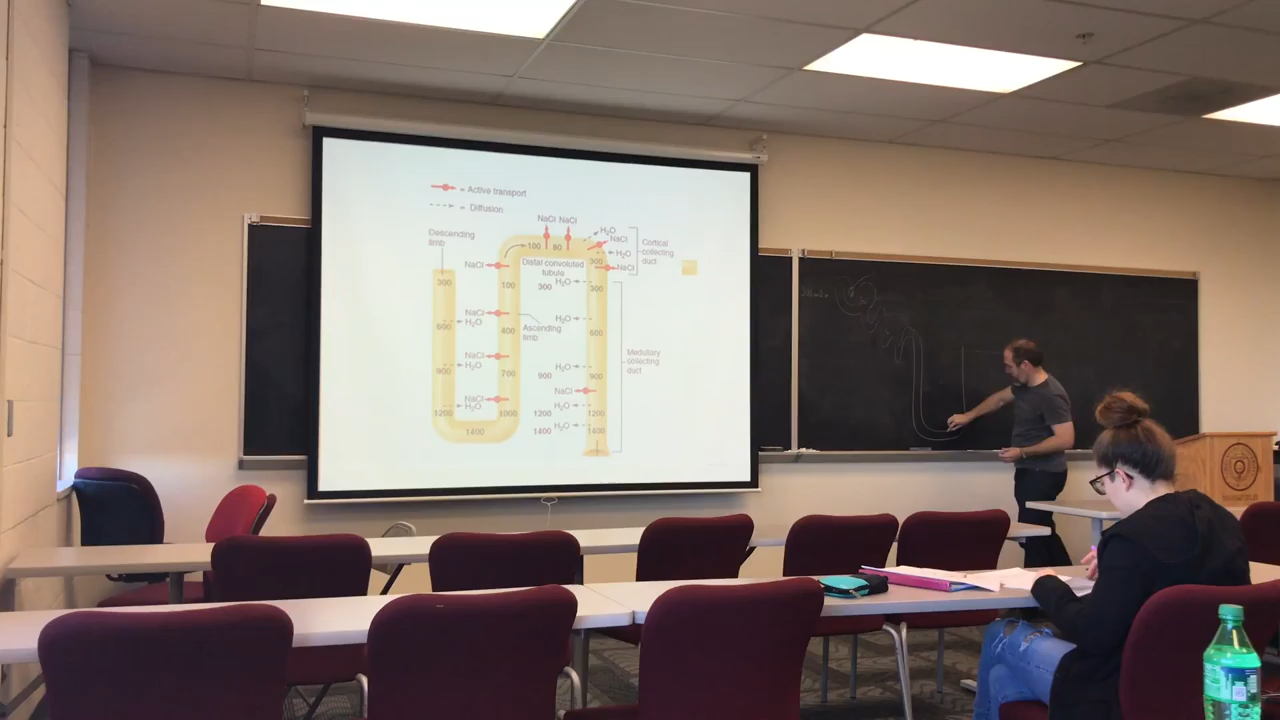 = Active transport
= Diffusion
Descending
limb
NaCl NaCl
H₂O
NaCl
H₂O
NaCl
Cortical
collecting
duct
100 80
300
Distal convoluted
tubule
NaCl
300
100
300
H₂O
300
NaCl
H₂O
600
400
Ascending
limb
H₂O
600
NaCl
H₂O
900
700
900
H₂O
900
Medullary
collecting
duct
NaCl
NaCl
H₂O
1200
1000
1200
H₂O
1200
1400
1400
H₂O
1400